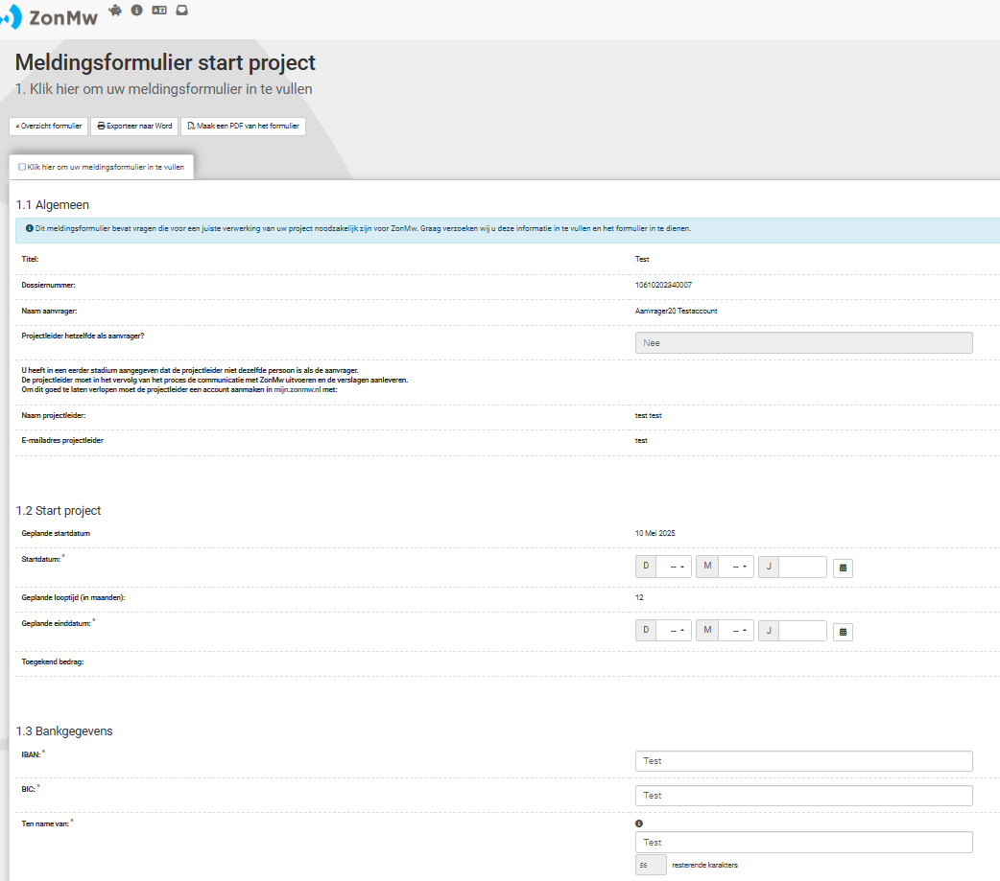 ZonMw
Meldingsformulier start project
1. Klik hier om uw meldingsformulier in te vullen
« Overzicht formulier Exporteer naar Word Maak een PDF van het formulier
Klik hier om uw meldingsformulier in te vullen
1.1 Algemeen
Dit meldingsformulier bevat vragen die voor een juiste verwerking van uw project noodzakelijk zijn voor ZonMw. Graag verzoeken wij u deze informatie in te vullen en het formulier in te dienen.
Titel: Test
Dossiernummer: 10610202340007
Naam aanvrager: Aanvrager20 Testaccount
Projectleider hetzelfde als aanvrager? Nee
U heeft in een eerder stadium aangegeven dat de projectleider niet dezelfde persoon is als de aanvrager.
De projectleider moet in het vervolg van het proces de communicatie met ZonMw uitvoeren en de verslagen aanleveren.
Om dit goed te laten verlopen moet de projectleider een account aanmaken in mijn.zonmw.nl met:
Naam projectleider: test test
E-mailadres projectleider test
1.2 Start project
Geplande startdatum 10 Mei 2025
Startdatum: * D -- M -- J
Geplande looptijd (in maanden): 12
Geplande einddatum: * D -- M -- J
Toegekend bedrag:
1.3 Bankgegevens
IBAN: * Test
BIC: * Test
Ten name van: *
Test
56 resterende karakters